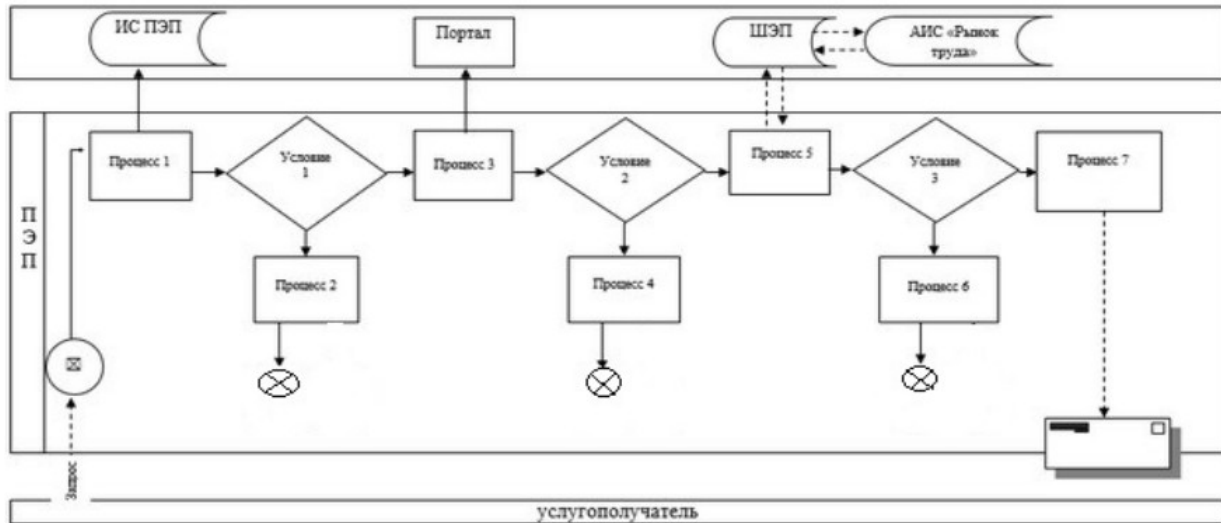 ИС ПЭП
Портал
ШЭП
АИС «Рынок
труда»
Процесс 1
Условие
1
Процесс 3
Условие
2
Процесс 5
Условие
3
Процесс 7
П
Э
П
Процесс 2
Процесс 4
Процесс 6
Запрос
услугополучатель